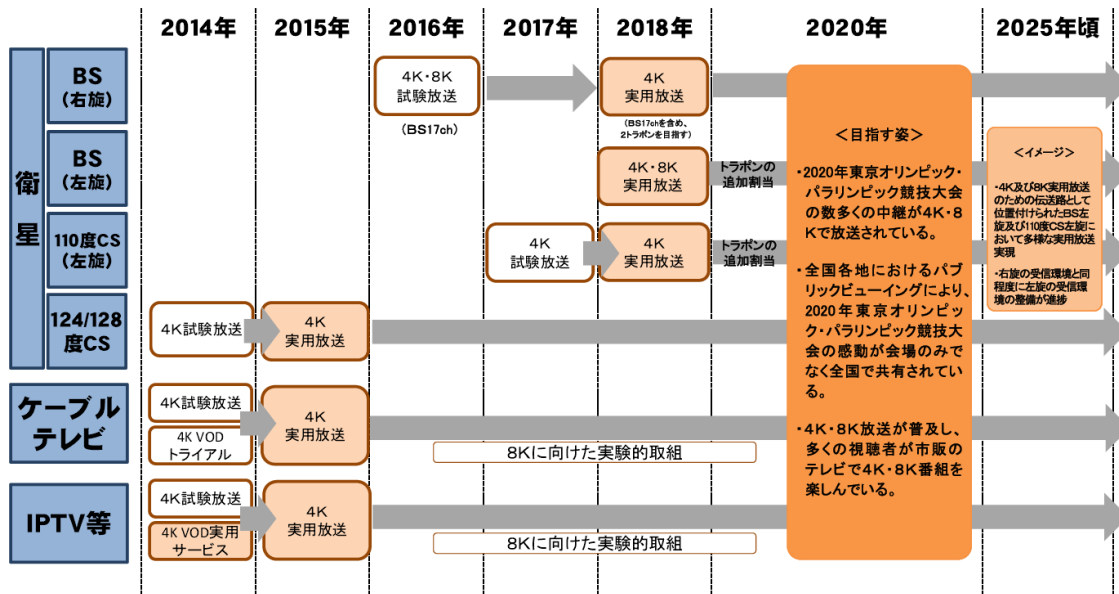 2014年
2015年
2016年
2017年
2018年
2020年
2025年頃
衛星
BS
(右旋)
4K・8K
試験放送
(BS17ch)
4K
実用放送
(BS17chを含め、
2トラポンを目指す)
BS
(左旋)
4K・8K
実用放送
トラポンの
追加割当
110度CS
(左旋)
4K
試験放送
4K
実用放送
トラポンの
追加割当
124/128
度CS
4K試験放送
4K
実用放送
ケーブル
テレビ
4K試験放送
4K VOD
トライアル
4K
実用放送
8Kに向けた実験的取組
IPTV等
4K試験放送
4K VOD実用
サービス
4K
実用放送
8Kに向けた実験的取組
＜目指す姿＞
・2020年東京オリンピック・
パラリンピック競技大会
の数多くの中継が4K・8
Kで放送されている。
・全国各地におけるパブ
リックビューイングにより、
2020年東京オリンピッ
ク・パラリンピック競技大
会の感動が会場のみで
なく全国で共有されてい
る。
・4K・8K放送が普及し、
多くの視聴者が市販の
テレビで4K・8K番組を
楽しんでいる。
＜イメージ＞
・4K及び8K実用放送
のための伝送路として
位置付けられたBS左
旋及び110度CS左旋に
おいて多様な実用放送
実現
・右旋の受信環境と同
程度に左旋の受信環
境の整備が進捗